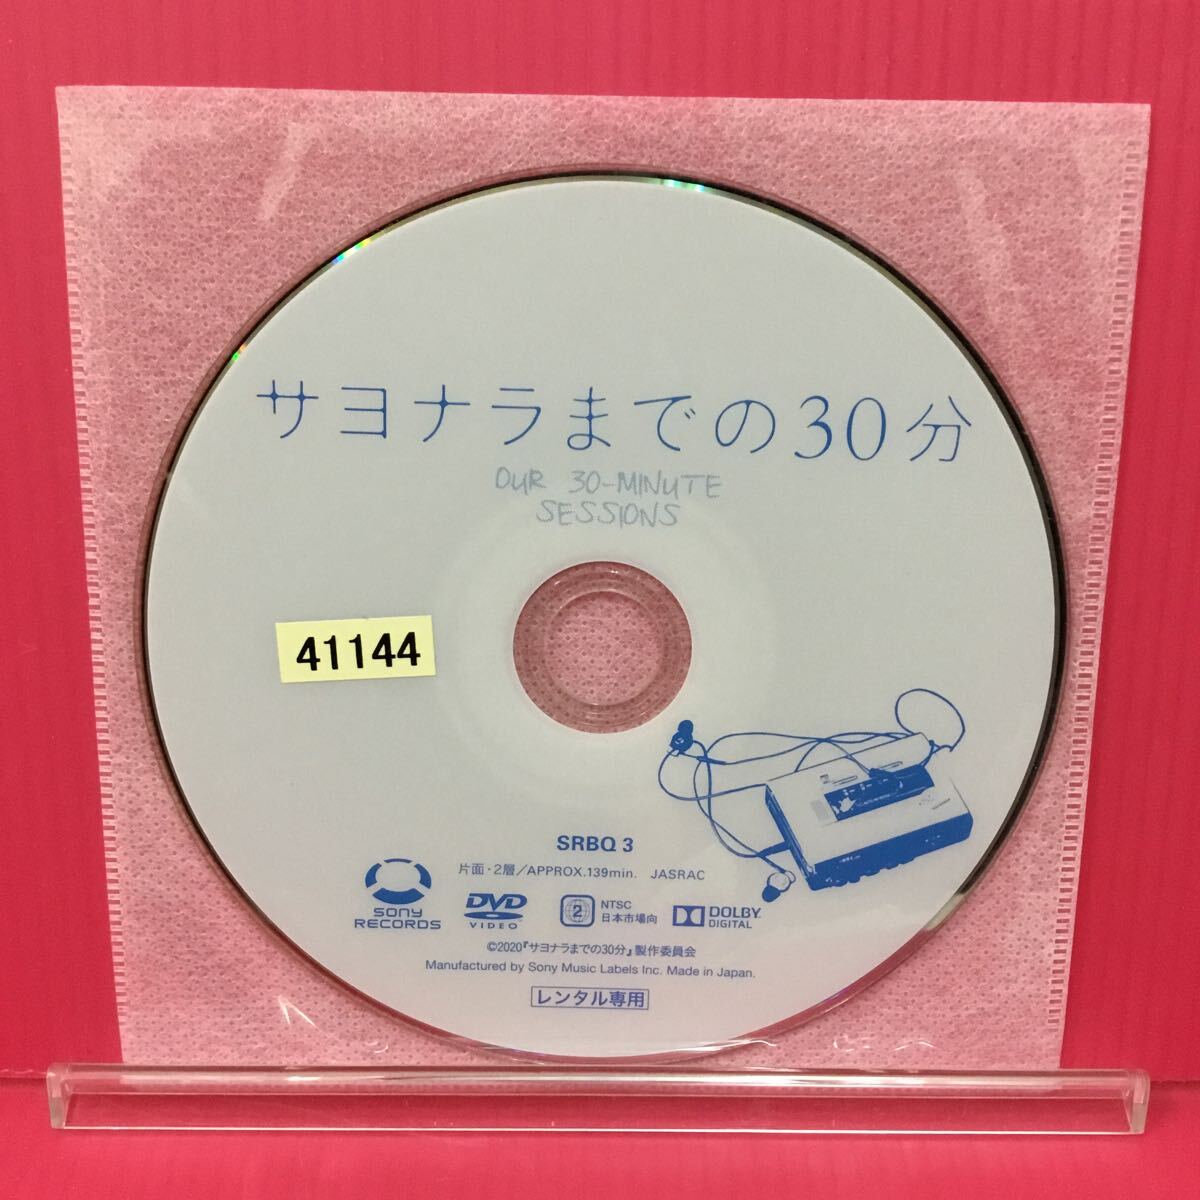 サヨナラまでの30分
OUR 30-MINUTE
SESSIONS
41144
SRBQ 3
片面・2層/APPROX.139min. JASRAC
SONY
RECORDS
DVD
VIDEO
2
NTSC
日本市場向
DOLBY
DIGITAL
©2020『サヨナラまでの30分』製作委員会
Manufactured by Sony Music Labels Inc. Made in Japan.
レンタル専用